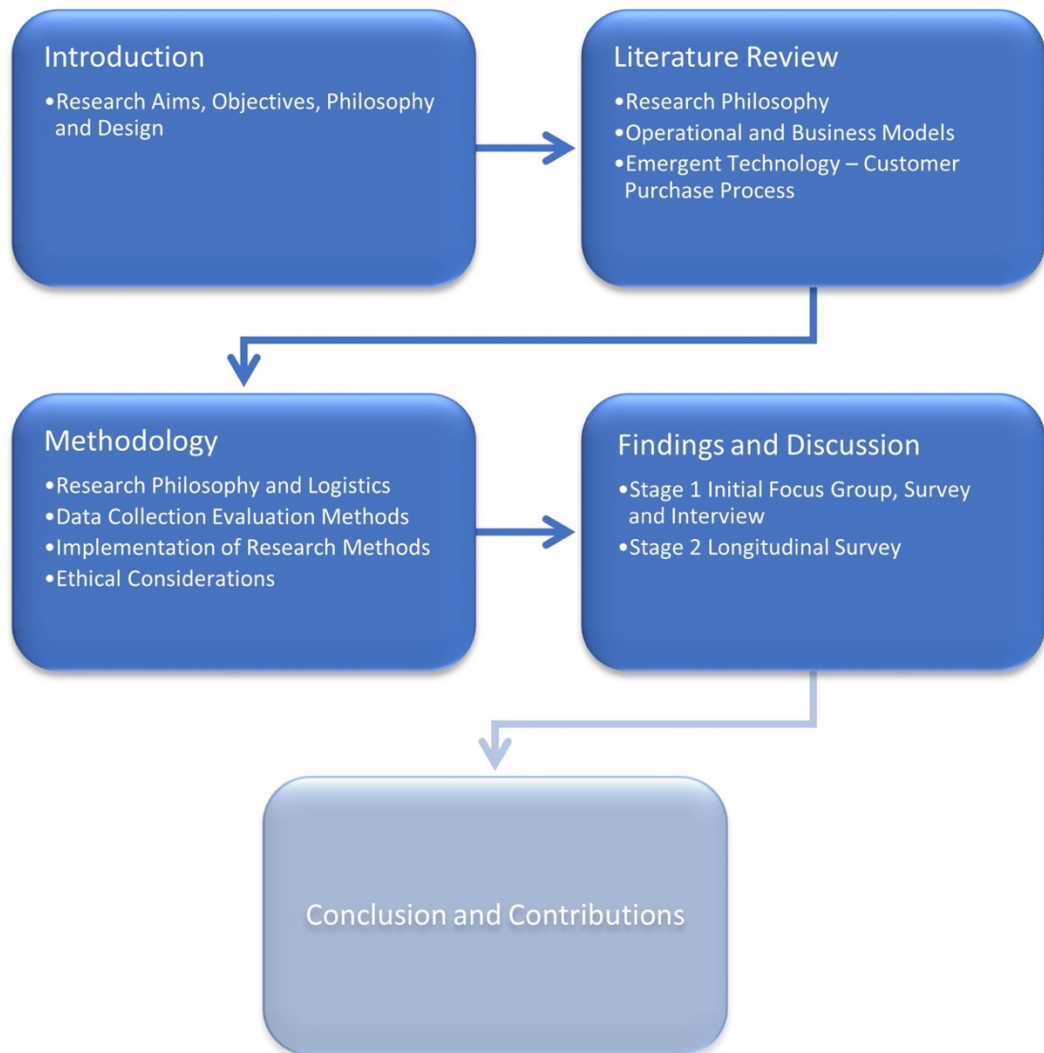 Introduction
•Research Aims, Objectives, Philosophy
and Design
Literature Review
•Research Philosophy
•Operational and Business Models
•Emergent Technology – Customer
Purchase Process
Methodology
•Research Philosophy and Logistics
•Data Collection Evaluation Methods
•Implementation of Research Methods
•Ethical Considerations
Findings and Discussion
•Stage 1 Initial Focus Group, Survey
and Interview
•Stage 2 Longitudinal Survey
Conclusion and Contributions